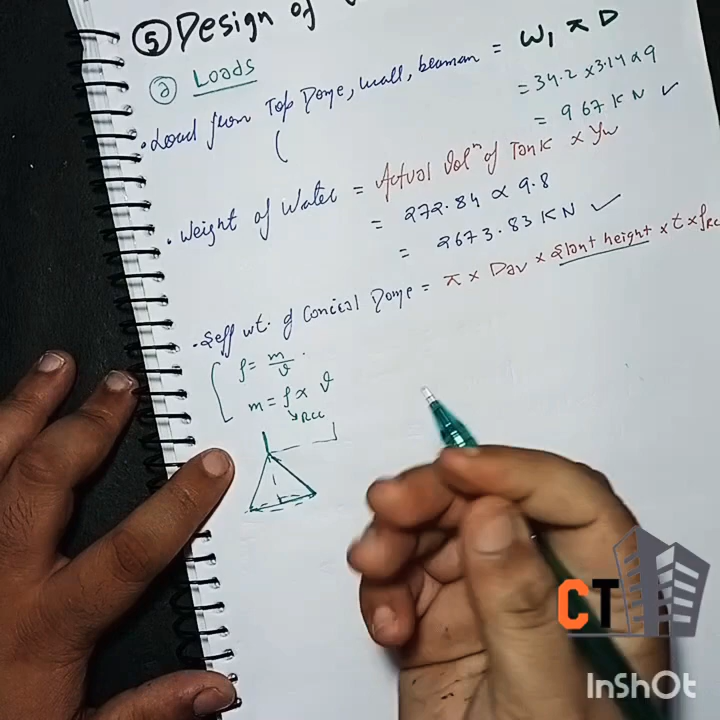 ⑤ Design of
ⓐ Loads
• Load from Top Dome, wall, beam = W₁ π D
= 34.2 × 3.14 × 9
= 967 KN ✓
• Weight of Water = Actual Volⁿ of Tank × γw
= 272.84 × 9.8
= 2673.83 KN ✓
• Self wt. of Conical Dome = π × Dav × Slant height × t × ρRC
ρ = m/v
m = ρ × v
RCC
CT
InShOt